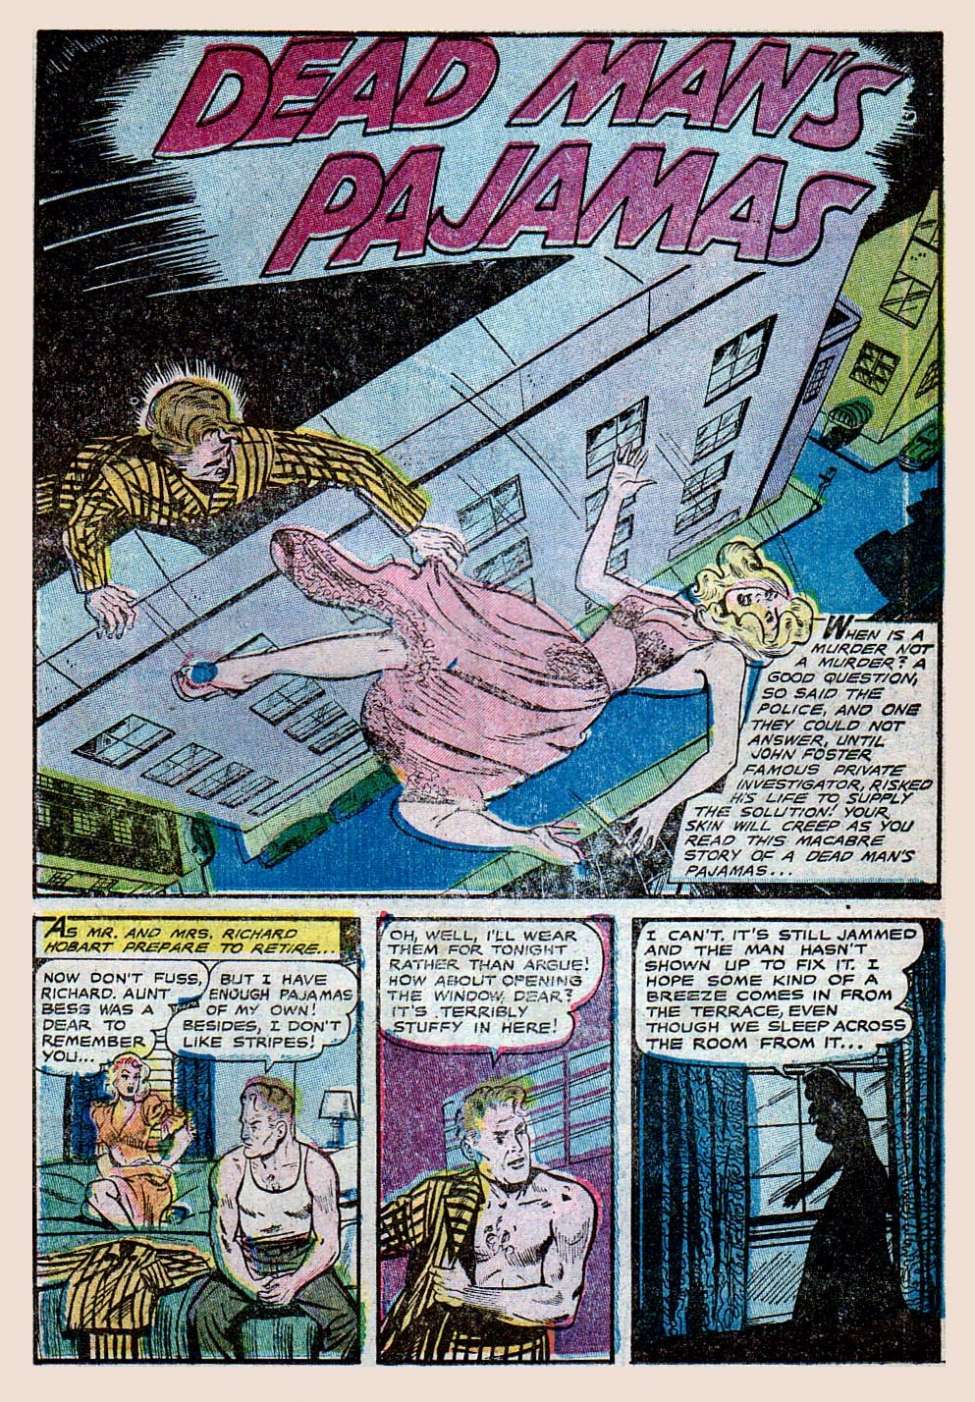 DEAD MAN'S
PAJAMAS
WHEN IS A
MURDER NOT
A MURDER? A
GOOD QUESTION,
SO SAID THE
POLICE, AND ONE
THEY COULD NOT
ANSWER, UNTIL
JOHN FOSTER
FAMOUS PRIVATE
INVESTIGATOR, RISKED
HIS LIFE TO SUPPLY
THE SOLUTION! YOUR
SKIN WILL CREEP AS YOU
READ THIS MACABRE
STORY OF A DEAD MAN'S
PAJAMAS...
AS MR. AND MRS. RICHARD
HOBART PREPARE TO RETIRE...
NOW DON'T FUSS,
RICHARD. AUNT
BESS WAS A
DEAR TO
REMEMBER
YOU...
BUT I HAVE
ENOUGH PAJAMAS
OF MY OWN!
BESIDES, I DON'T
LIKE STRIPES!
OH, WELL, I'LL WEAR
THEM FOR TONIGHT
RATHER THAN ARGUE!
HOW ABOUT OPENING
THE WINDOW, DEAR?
IT'S TERRIBLY
STUFFY IN HERE!
I CAN'T. IT'S STILL JAMMED
AND THE MAN HASN'T
SHOWN UP TO FIX IT. I
HOPE SOME KIND OF A
BREEZE COMES IN FROM
THE TERRACE, EVEN
THOUGH WE SLEEP ACROSS
THE ROOM FROM IT...